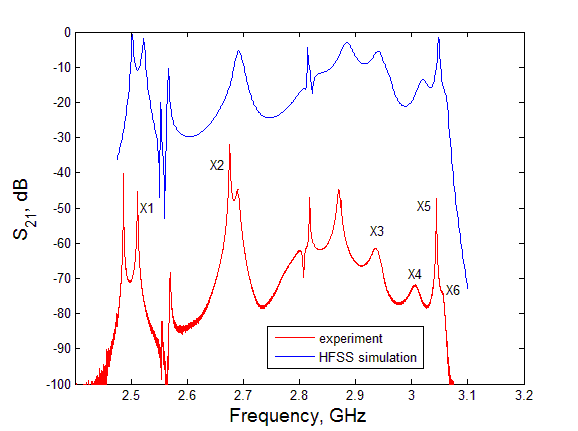 0
-10
-20
-30
-40
-50
-60
-70
-80
-90
-100
S21, dB
X1
X2
X3
X4
X5
X6
experiment
HFSS simulation
2.5 2.6 2.7 2.8 2.9 3 3.1 3.2
Frequency, GHz